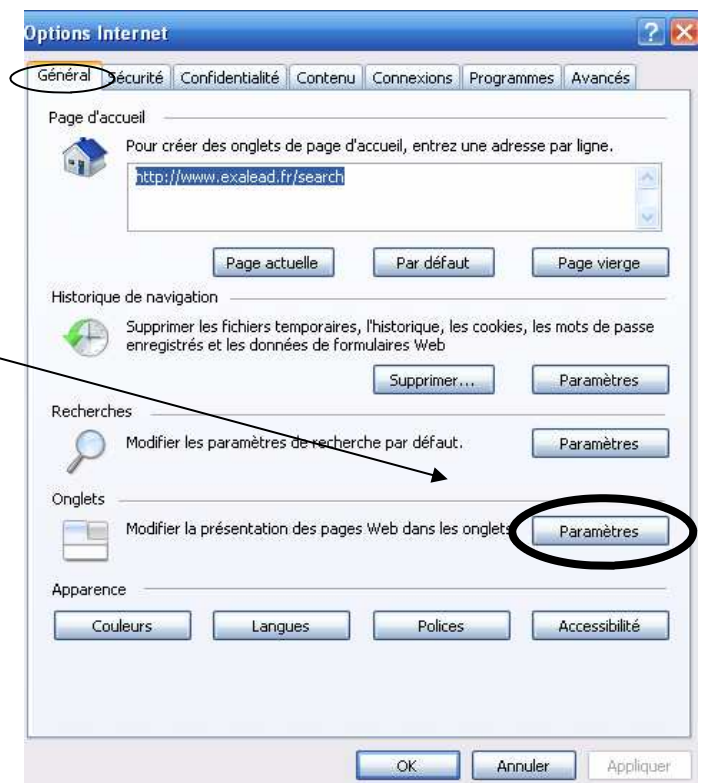 Options Internet
Général Sécurité Confidentialité Contenu Connexions Programmes Avancés
Page d'accueil
Pour créer des onglets de page d'accueil, entrez une adresse par ligne.
http://www.exalead.fr/search
Page actuelle Par défaut Page vierge
Historique de navigation
Supprimer les fichiers temporaires, l'historique, les cookies, les mots de passe
enregistrés et les données de formulaires Web
Supprimer... Paramètres
Recherches
Modifier les paramètres de recherche par défaut. Paramètres
Onglets
Modifier la présentation des pages Web dans les onglets Paramètres
Apparence
Couleurs Langues Polices Accessibilité
OK Annuler Appliquer